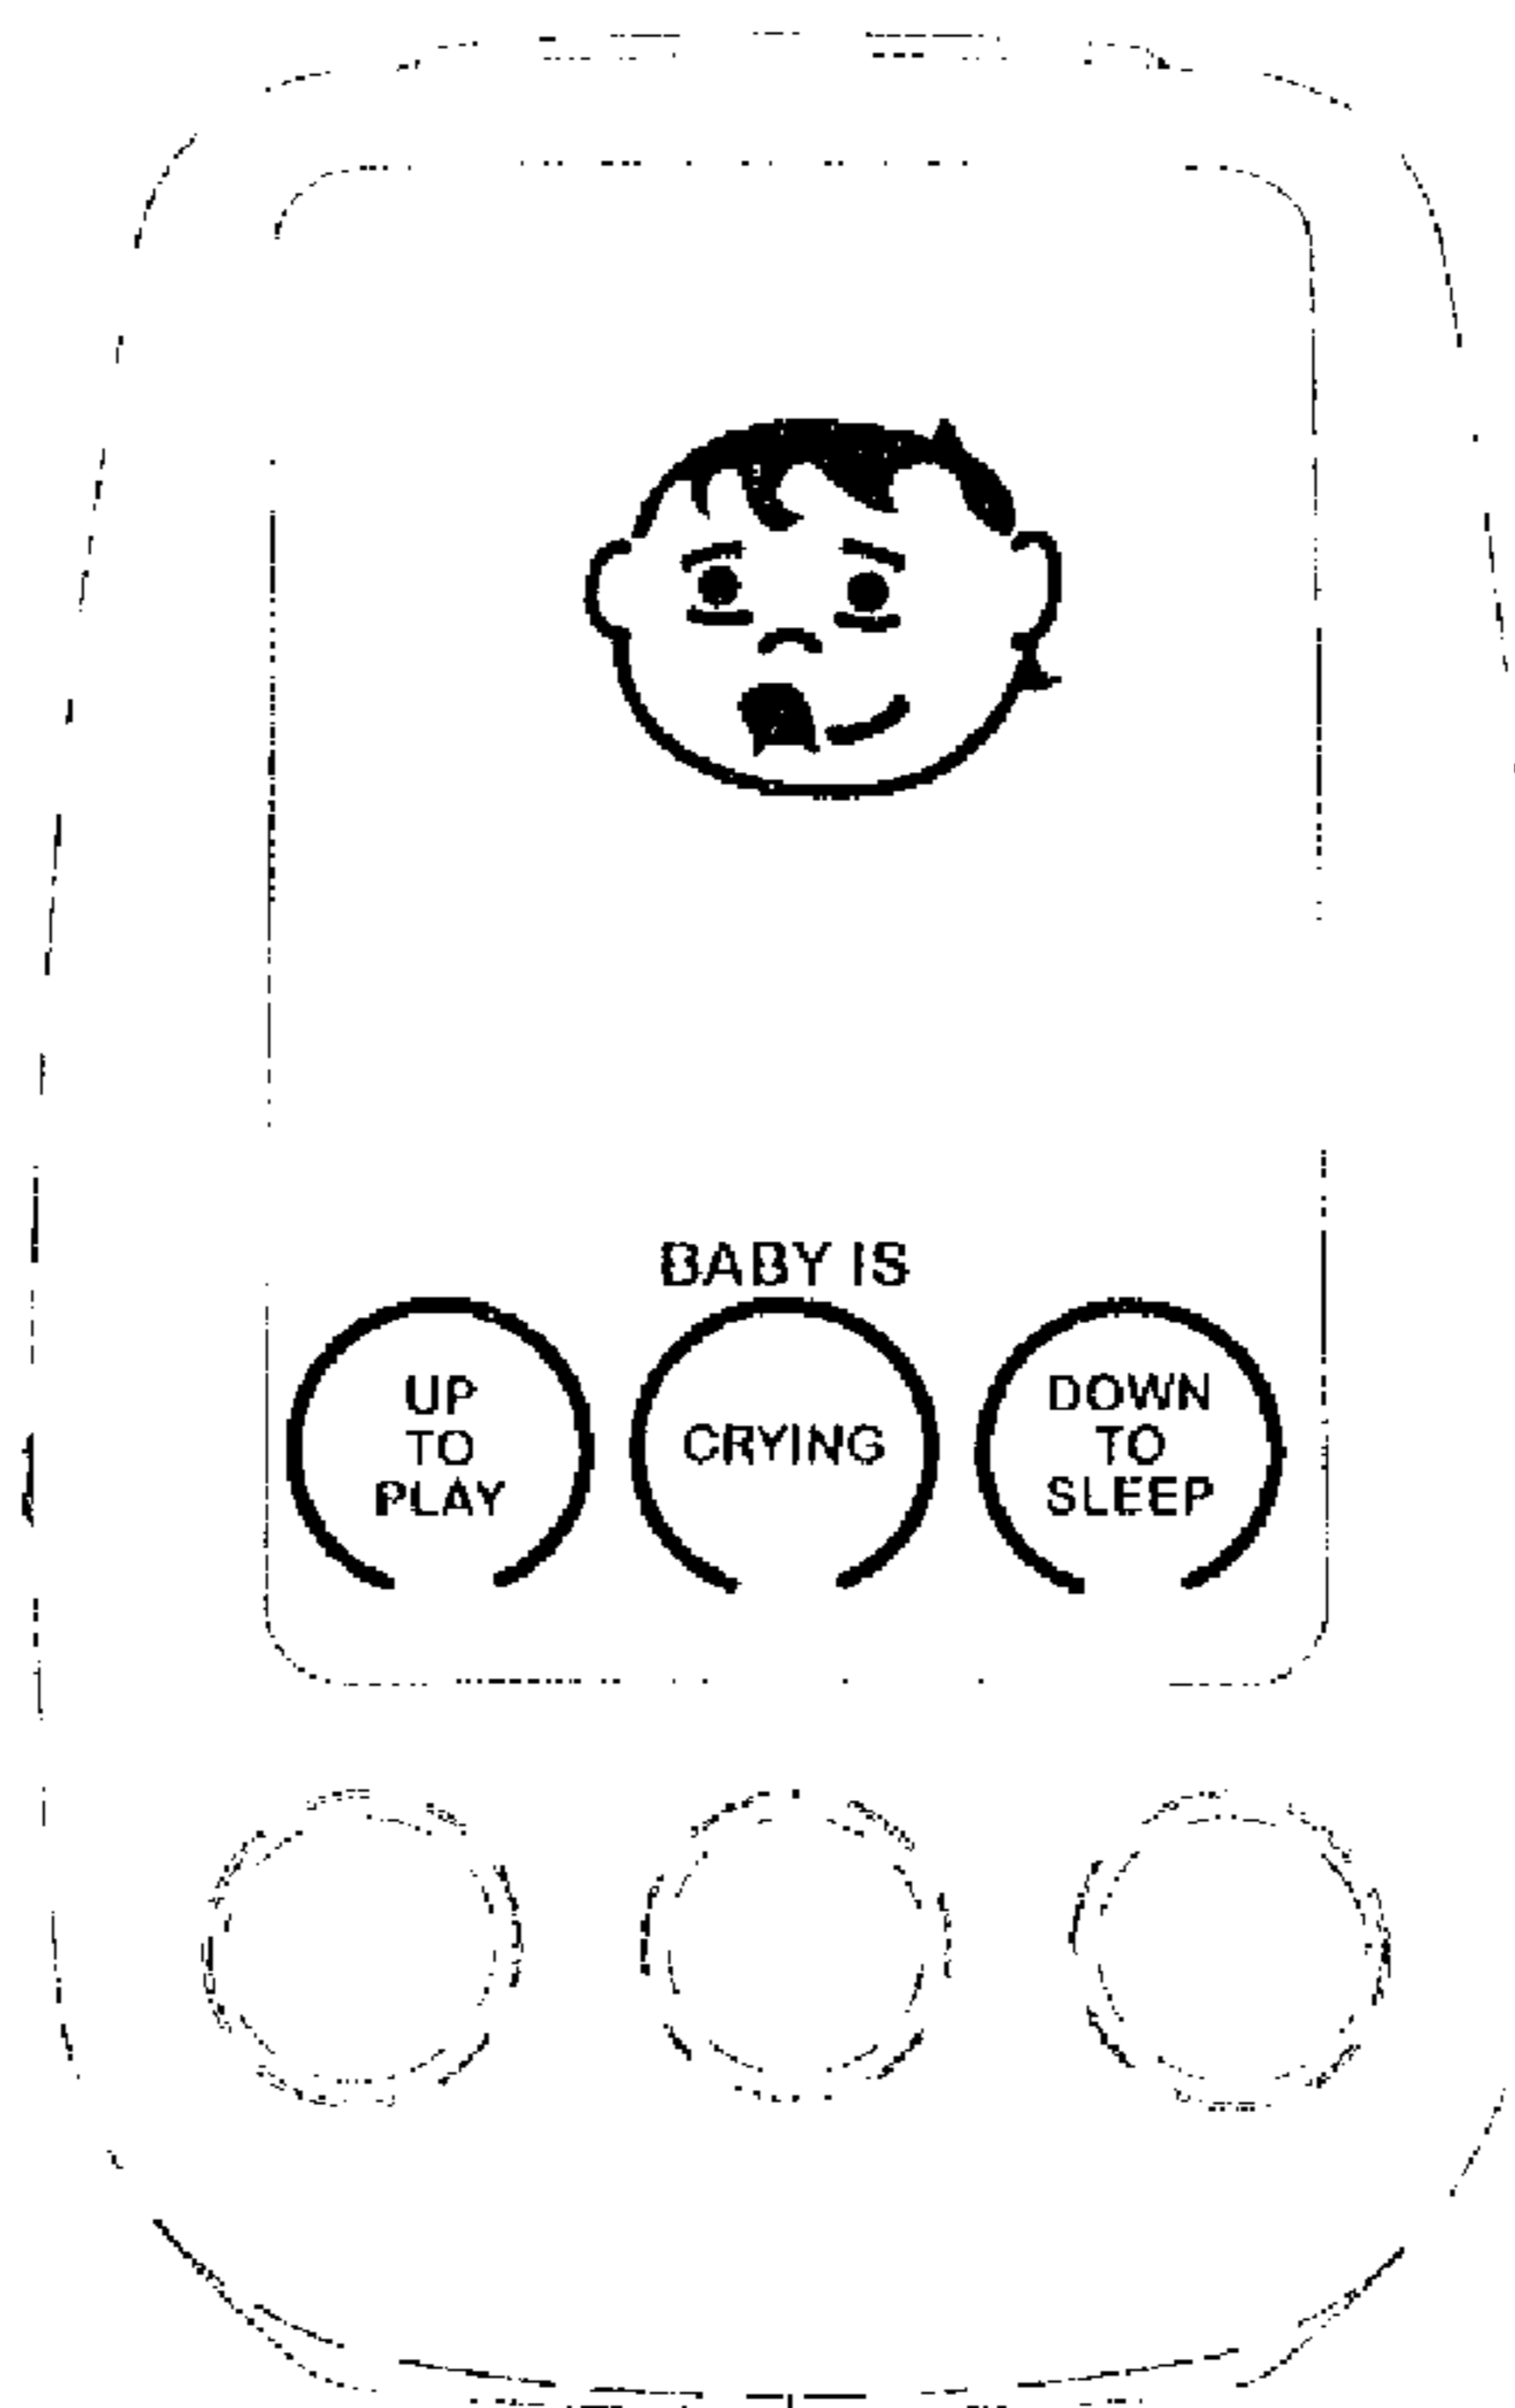 BABY IS
UP
TO
PLAY
CRYING
DOWN
TO
SLEEP